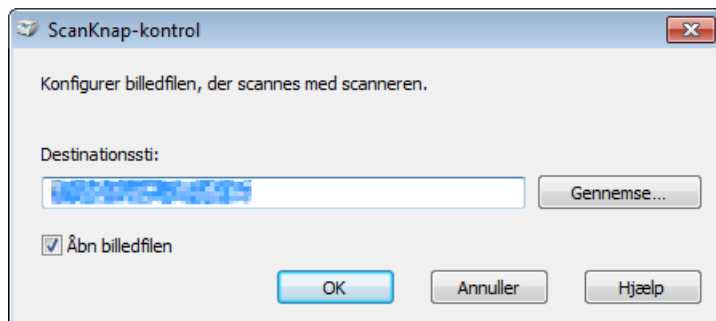 ScanKnap-kontrol
Konfigurer billedfilen, der scannes med scanneren.
Destinationssti:
Gennemse...
Åbn billedfilen
OK
Annuller
Hjælp